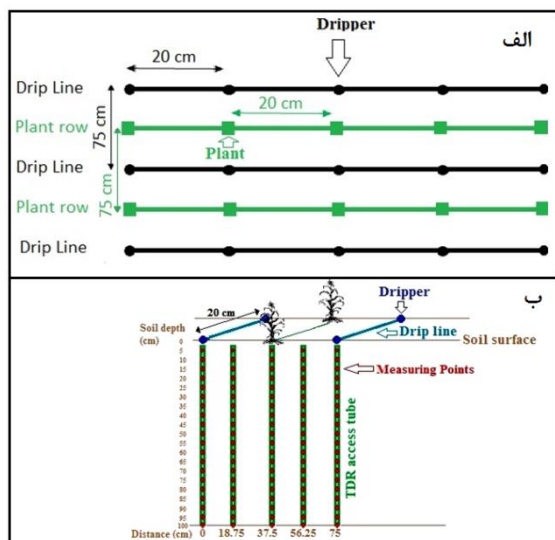 الف
Dripper
20 cm
Drip Line
20 cm
Plant row
75 cm
Plant
Drip Line
75 cm
Plant row
Drip Line
ب
Dripper
20 cm
Soil depth
(cm)
Drip line
Soil surface
0
5
10
15
20
25
30
35
40
45
50
55
60
65
70
75
80
85
90
95
100
Measuring Points
TDR access tube
Distance (cm) 0 18.75 37.5 56.25 75